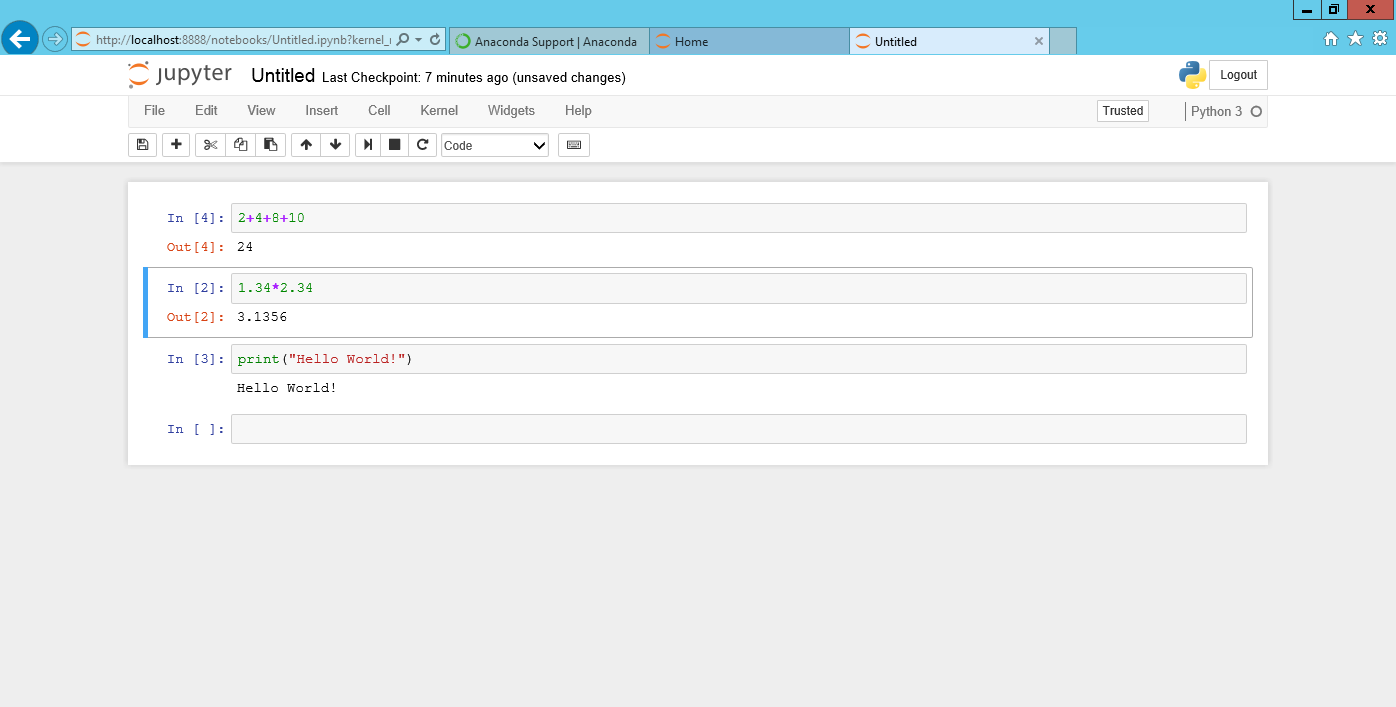 http://localhost:8888/notebooks/Untitled.ipynb?kernel_
Anaconda Support | Anaconda
Home
Untitled
jupyter Untitled Last Checkpoint: 7 minutes ago (unsaved changes)
Logout
File Edit View Insert Cell Kernel Widgets Help
Trusted
Python 3
Code
In [4]: 2+4+8+10
Out[4]: 24
In [2]: 1.34*2.34
Out[2]: 3.1356
In [3]: print("Hello World!")
Hello World!
In [ ]: